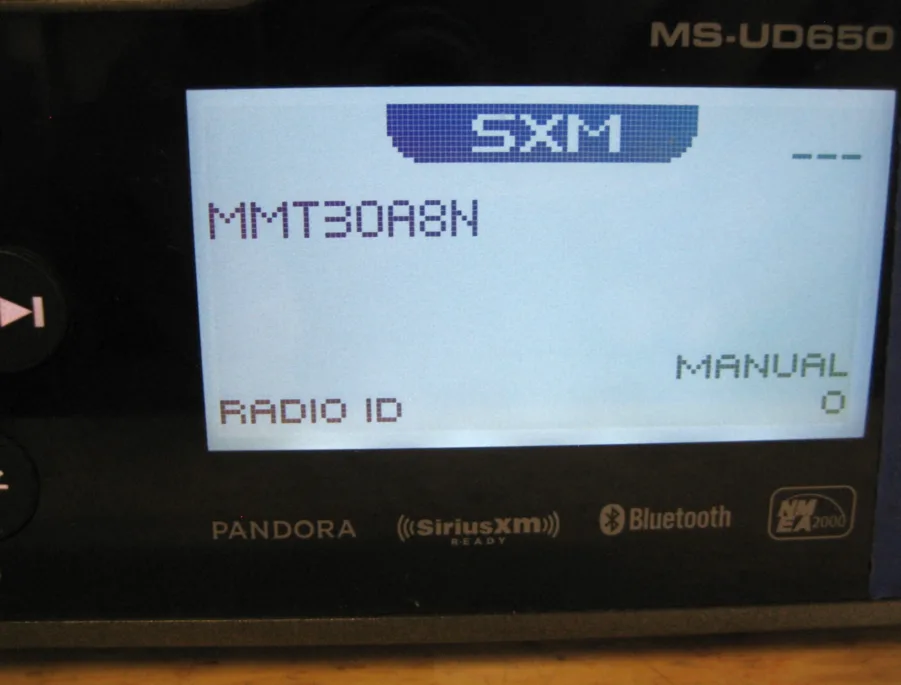 MS-UD650
SXM
---
MMT30A8N
MANUAL
RADIO ID
0
PANDORA
SiriusXM
READY
Bluetooth
NMEA 2000